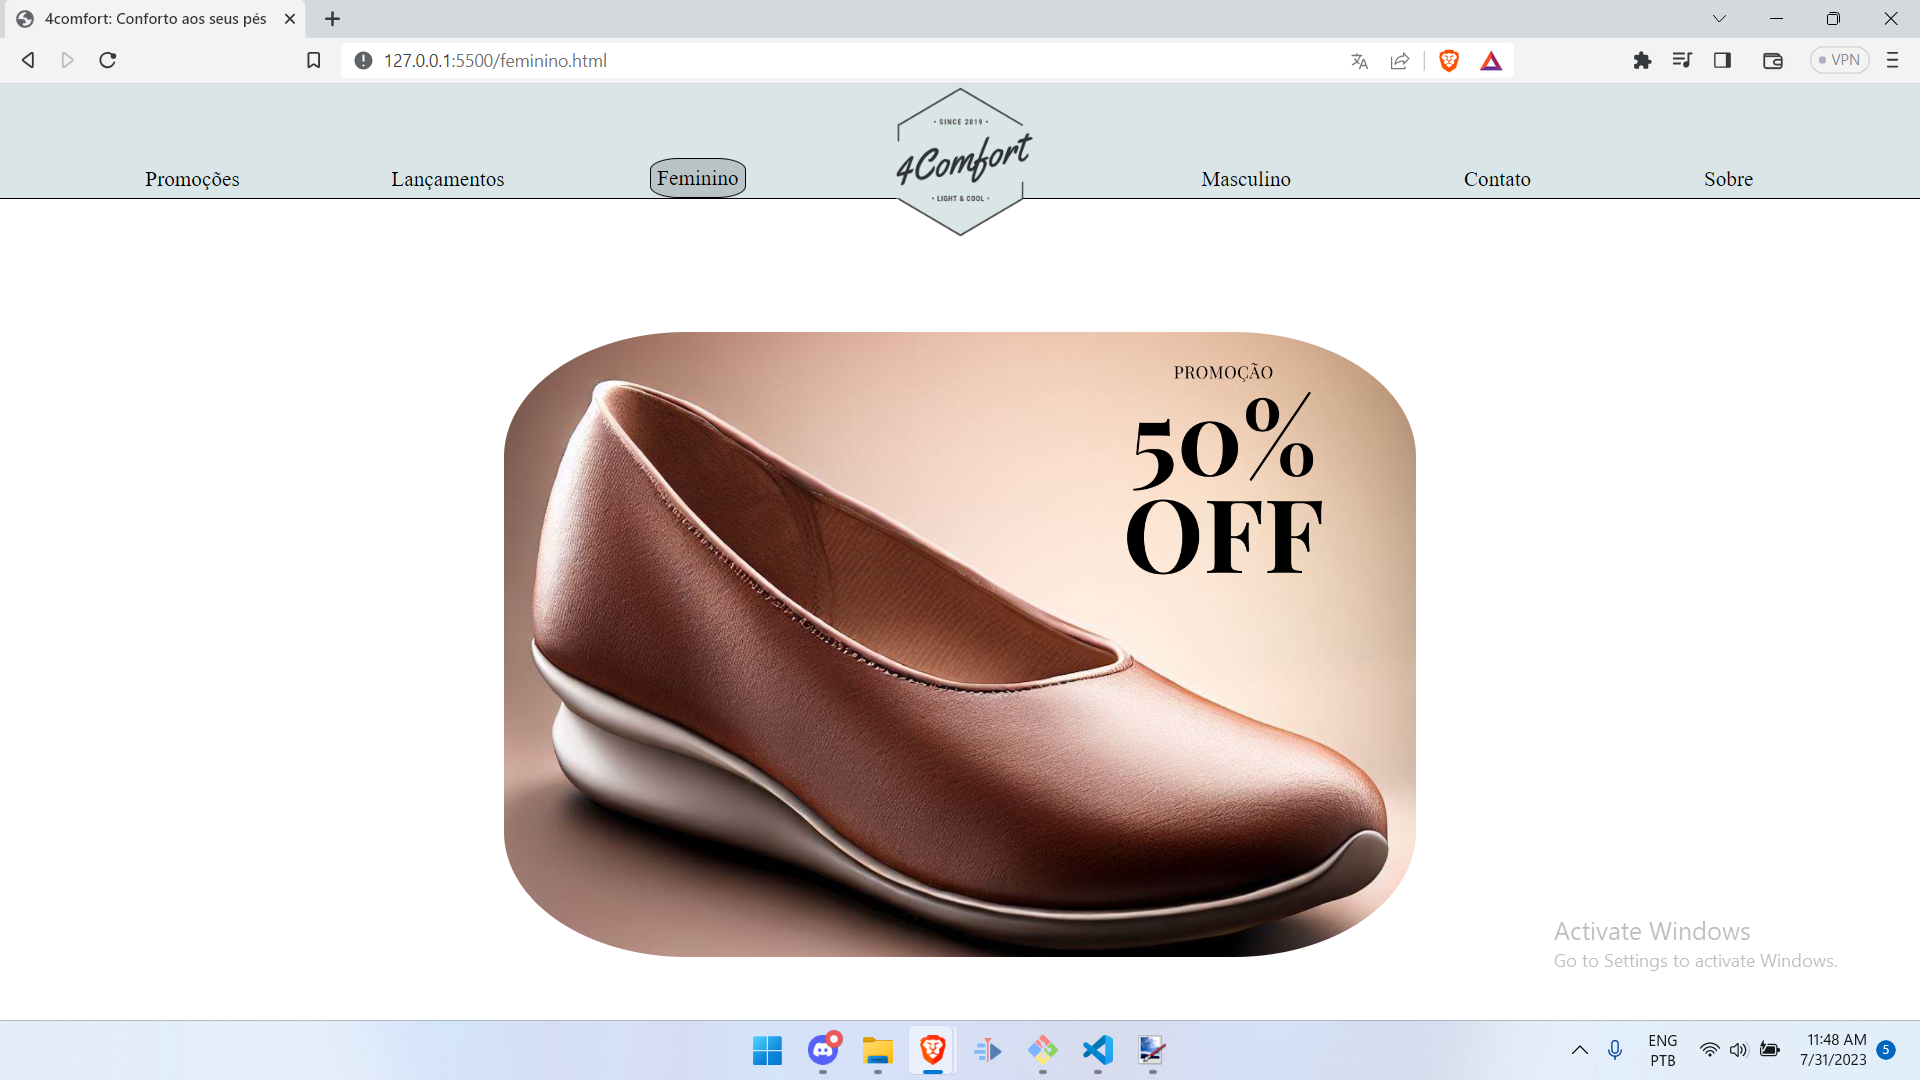 4comfort: Conforto aos seus pés
127.0.0.1:5500/feminino.html
VPN
Promoções
Lançamentos
Feminino
• SINCE 2019 •
4Comfort
• LIGHT & COOL •
Masculino
Contato
Sobre
PROMOÇÃO
50%
OFF
Activate Windows
Go to Settings to activate Windows.
ENG
PTB
11:48 AM
7/31/2023
5